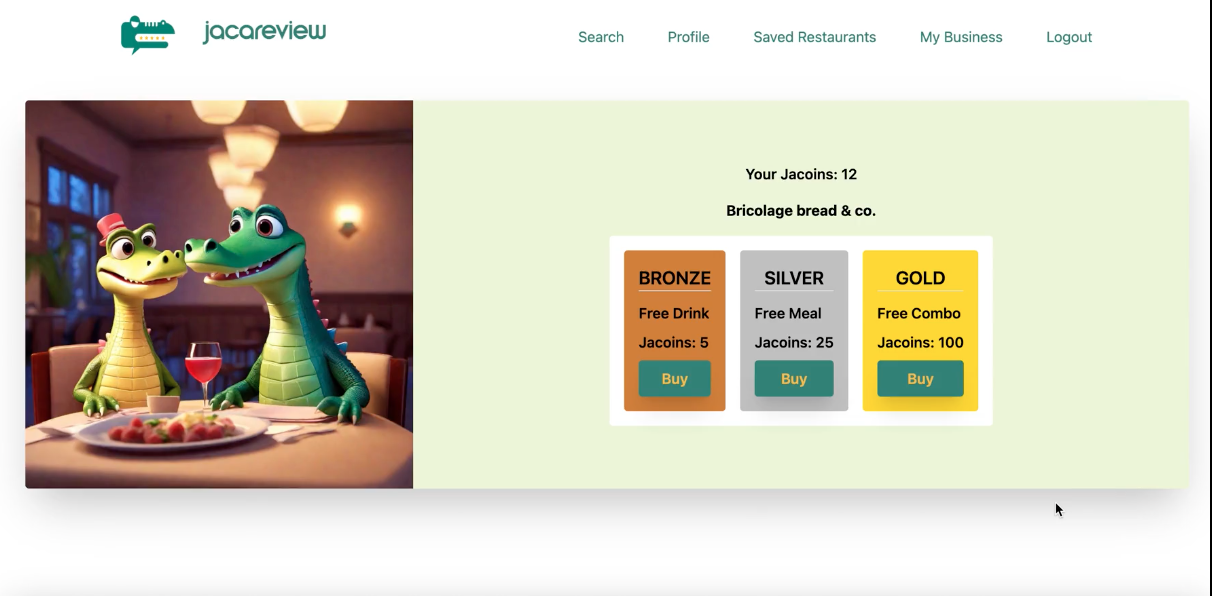 jacareview
Search Profile Saved Restaurants My Business Logout
Your Jacoins: 12
Bricolage bread & co.
BRONZE
Free Drink
Jacoins: 5
Buy
SILVER
Free Meal
Jacoins: 25
Buy
GOLD
Free Combo
Jacoins: 100
Buy